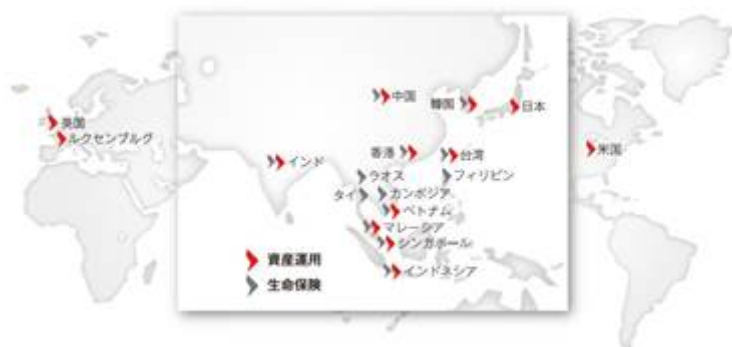 英国
ルクセンブルグ
中国
韓国
日本
インド
香港
台湾
ラオス
フィリピン
タイ
カンボジア
ベトナム
マレーシア
シンガポール
インドネシア
資産運用
生命保険
米国